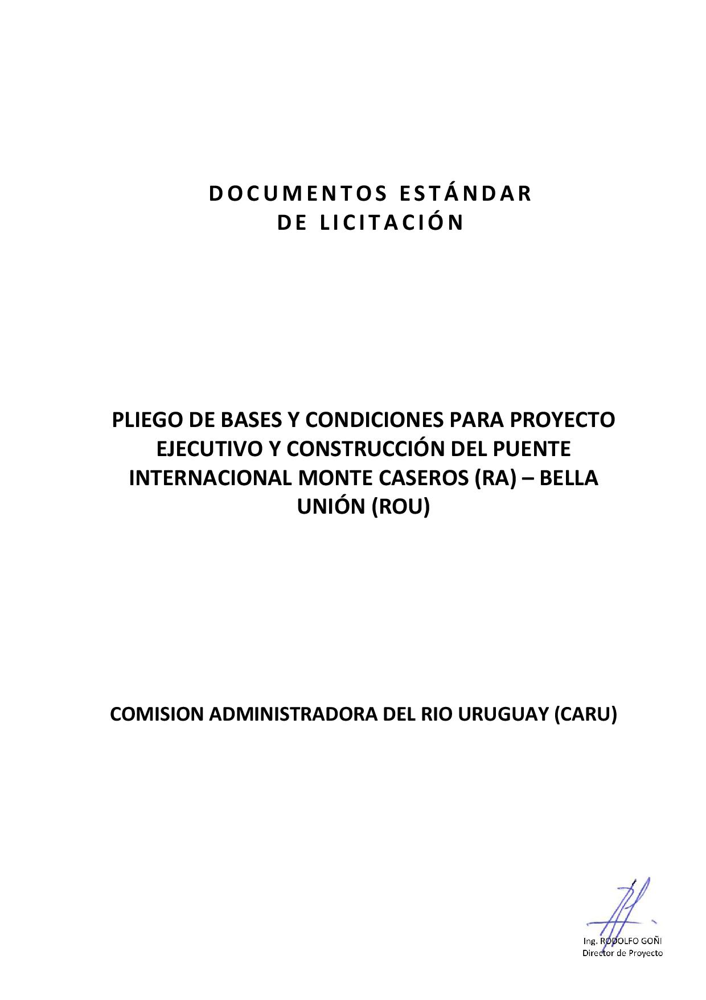 DOCUMENTOS ESTÁNDAR
DE LICITACIÓN
PLIEGO DE BASES Y CONDICIONES PARA PROYECTO
EJECUTIVO Y CONSTRUCCIÓN DEL PUENTE
INTERNACIONAL MONTE CASEROS (RA) – BELLA
UNIÓN (ROU)
COMISION ADMINISTRADORA DEL RIO URUGUAY (CARU)
Ing. RODOLFO GOÑI
Director de Proyecto